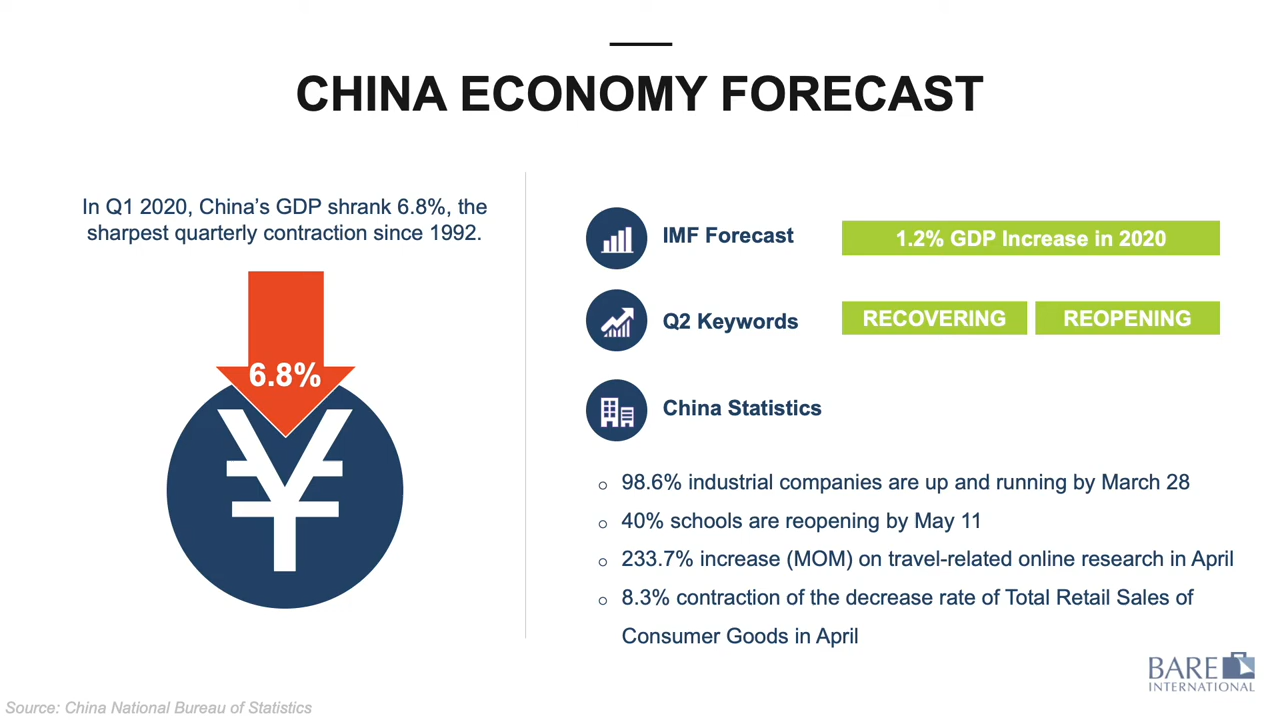 CHINA ECONOMY FORECAST
In Q1 2020, China’s GDP shrank 6.8%, the
sharpest quarterly contraction since 1992.
6.8%
¥
IMF Forecast
1.2% GDP Increase in 2020
Q2 Keywords
RECOVERING
REOPENING
China Statistics
98.6% industrial companies are up and running by March 28
40% schools are reopening by May 11
233.7% increase (MOM) on travel-related online research in April
8.3% contraction of the decrease rate of Total Retail Sales of
Consumer Goods in April
BARE
INTERNATIONAL
Source: China National Bureau of Statistics